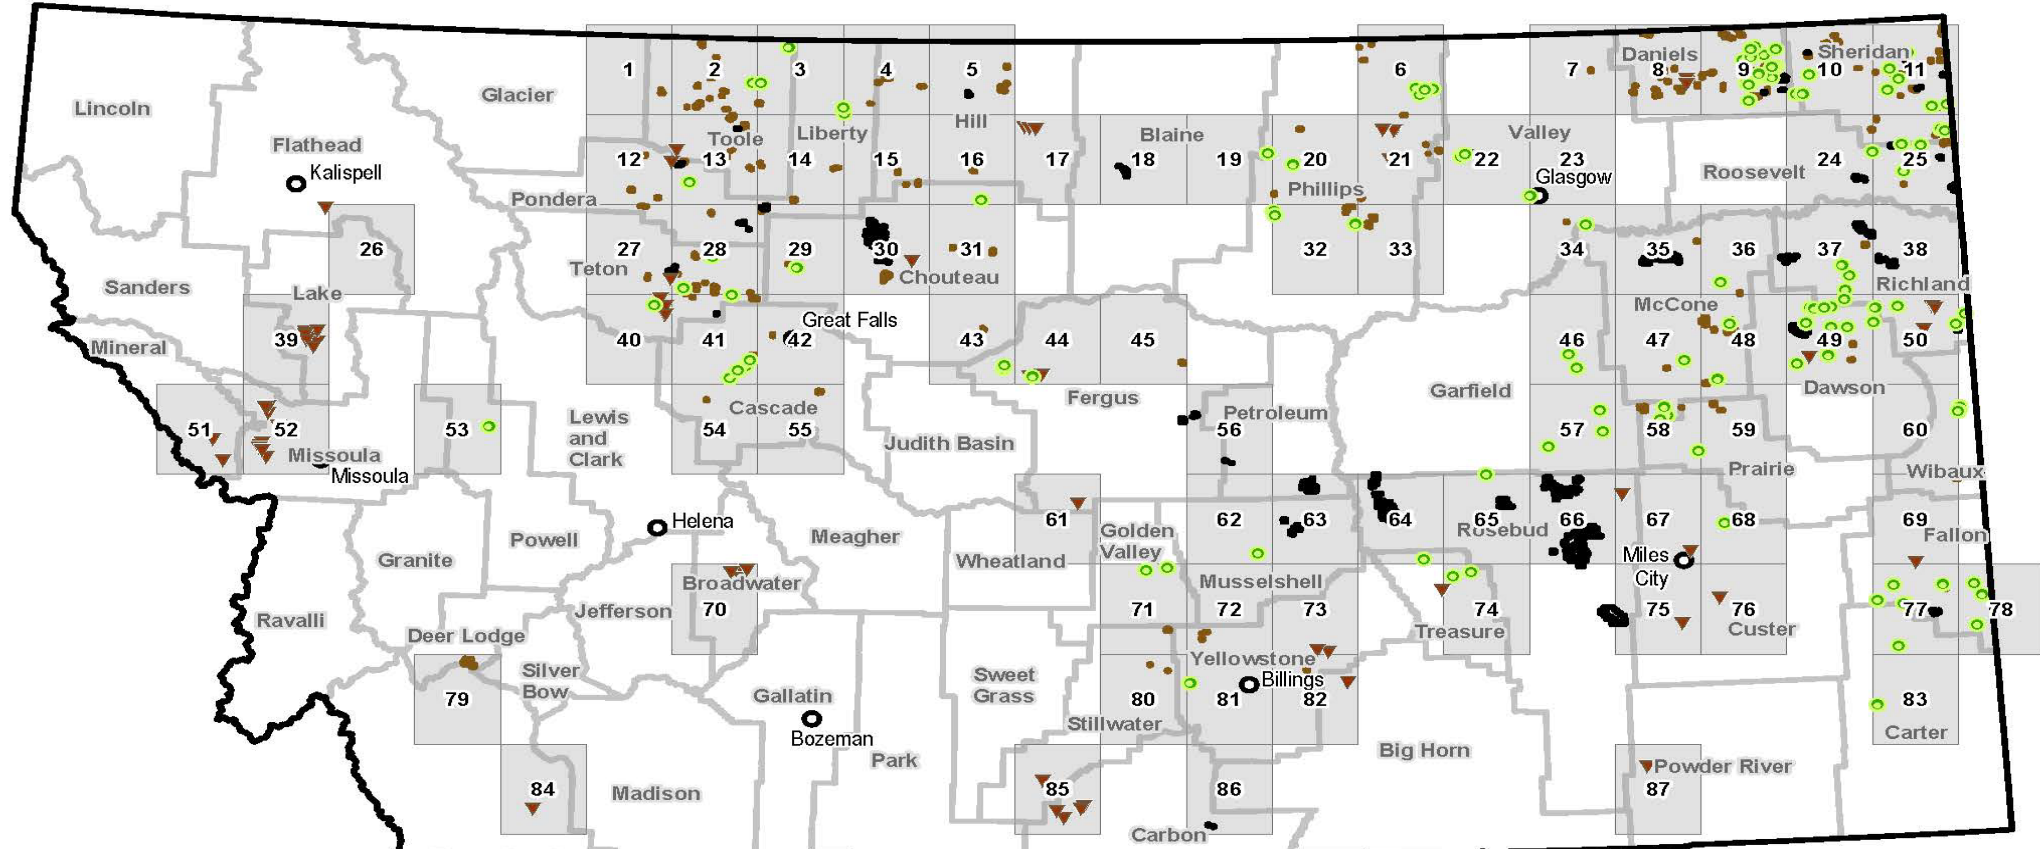 Daniels
Sheridan
1
2
3
4
5
6
7
8
9
10
11
Lincoln
Glacier
Flathead
Kalispell
Toole
Liberty
Hill
Blaine
Valley
12
13
14
15
16
17
18
19
20
21
22
23
24
25
Glasgow
Roosevelt
Pondera
Phillips
26
27
28
29
30
31
32
33
34
35
36
37
38
Teton
Chouteau
Sanders
Lake
Richland
McCone
Great Falls
39
40
41
42
43
44
45
46
47
48
49
50
Mineral
Garfield
Dawson
Fergus
Cascade
Petroleum
Lewis
and
Clark
51
52
53
54
55
56
57
58
59
60
Judith Basin
Missoula
Missoula
Prairie
Wibaux
Helena
61
62
63
64
65
66
67
68
69
Golden
Valley
Rosebud
Fallon
Meagher
Powell
Granite
Wheatland
Miles
City
Broadwater
Musselshell
70
71
72
73
74
75
76
77
78
Jefferson
Ravalli
Treasure
Custer
Deer Lodge
Silver
Bow
Yellowstone
Billings
Sweet
Grass
Gallatin
79
80
81
82
83
Stillwater
Carter
Bozeman
Park
Big Horn
Powder River
Madison
84
85
86
87
Carbon